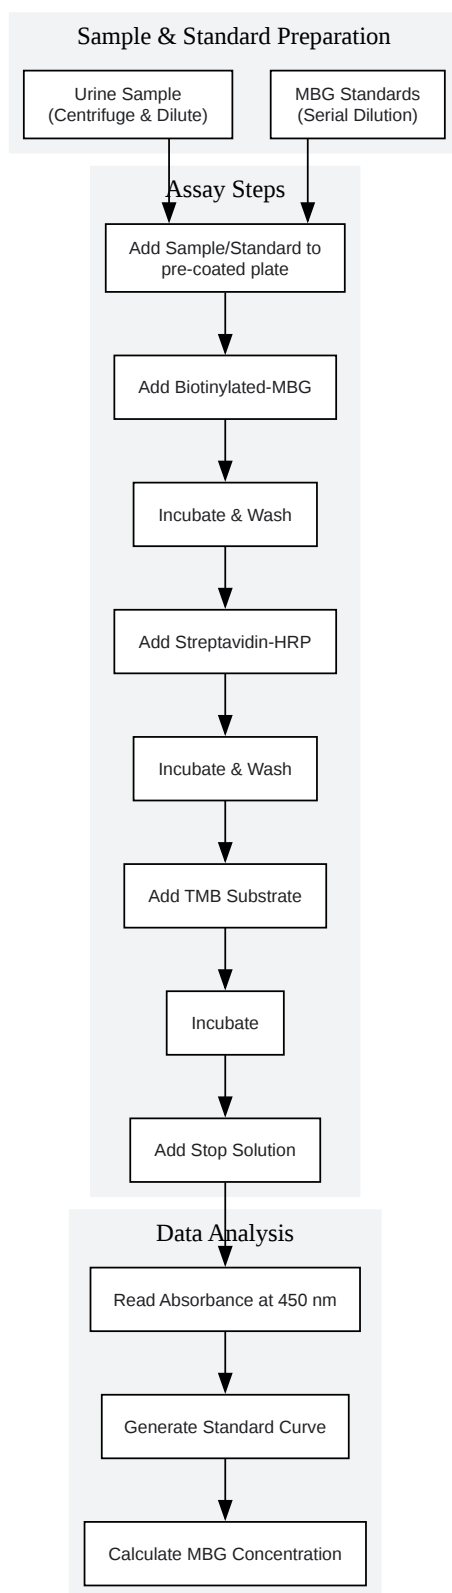 Sample & Standard Preparation
Urine Sample
(Centrifuge & Dilute)
MBG Standards
(Serial Dilution)
Assay Steps
Add Sample/Standard to
pre-coated plate
Add Biotinylated-MBG
Incubate & Wash
Add Streptavidin-HRP
Incubate & Wash
Add TMB Substrate
Incubate
Add Stop Solution
Data Analysis
Read Absorbance at 450 nm
Generate Standard Curve
Calculate MBG Concentration